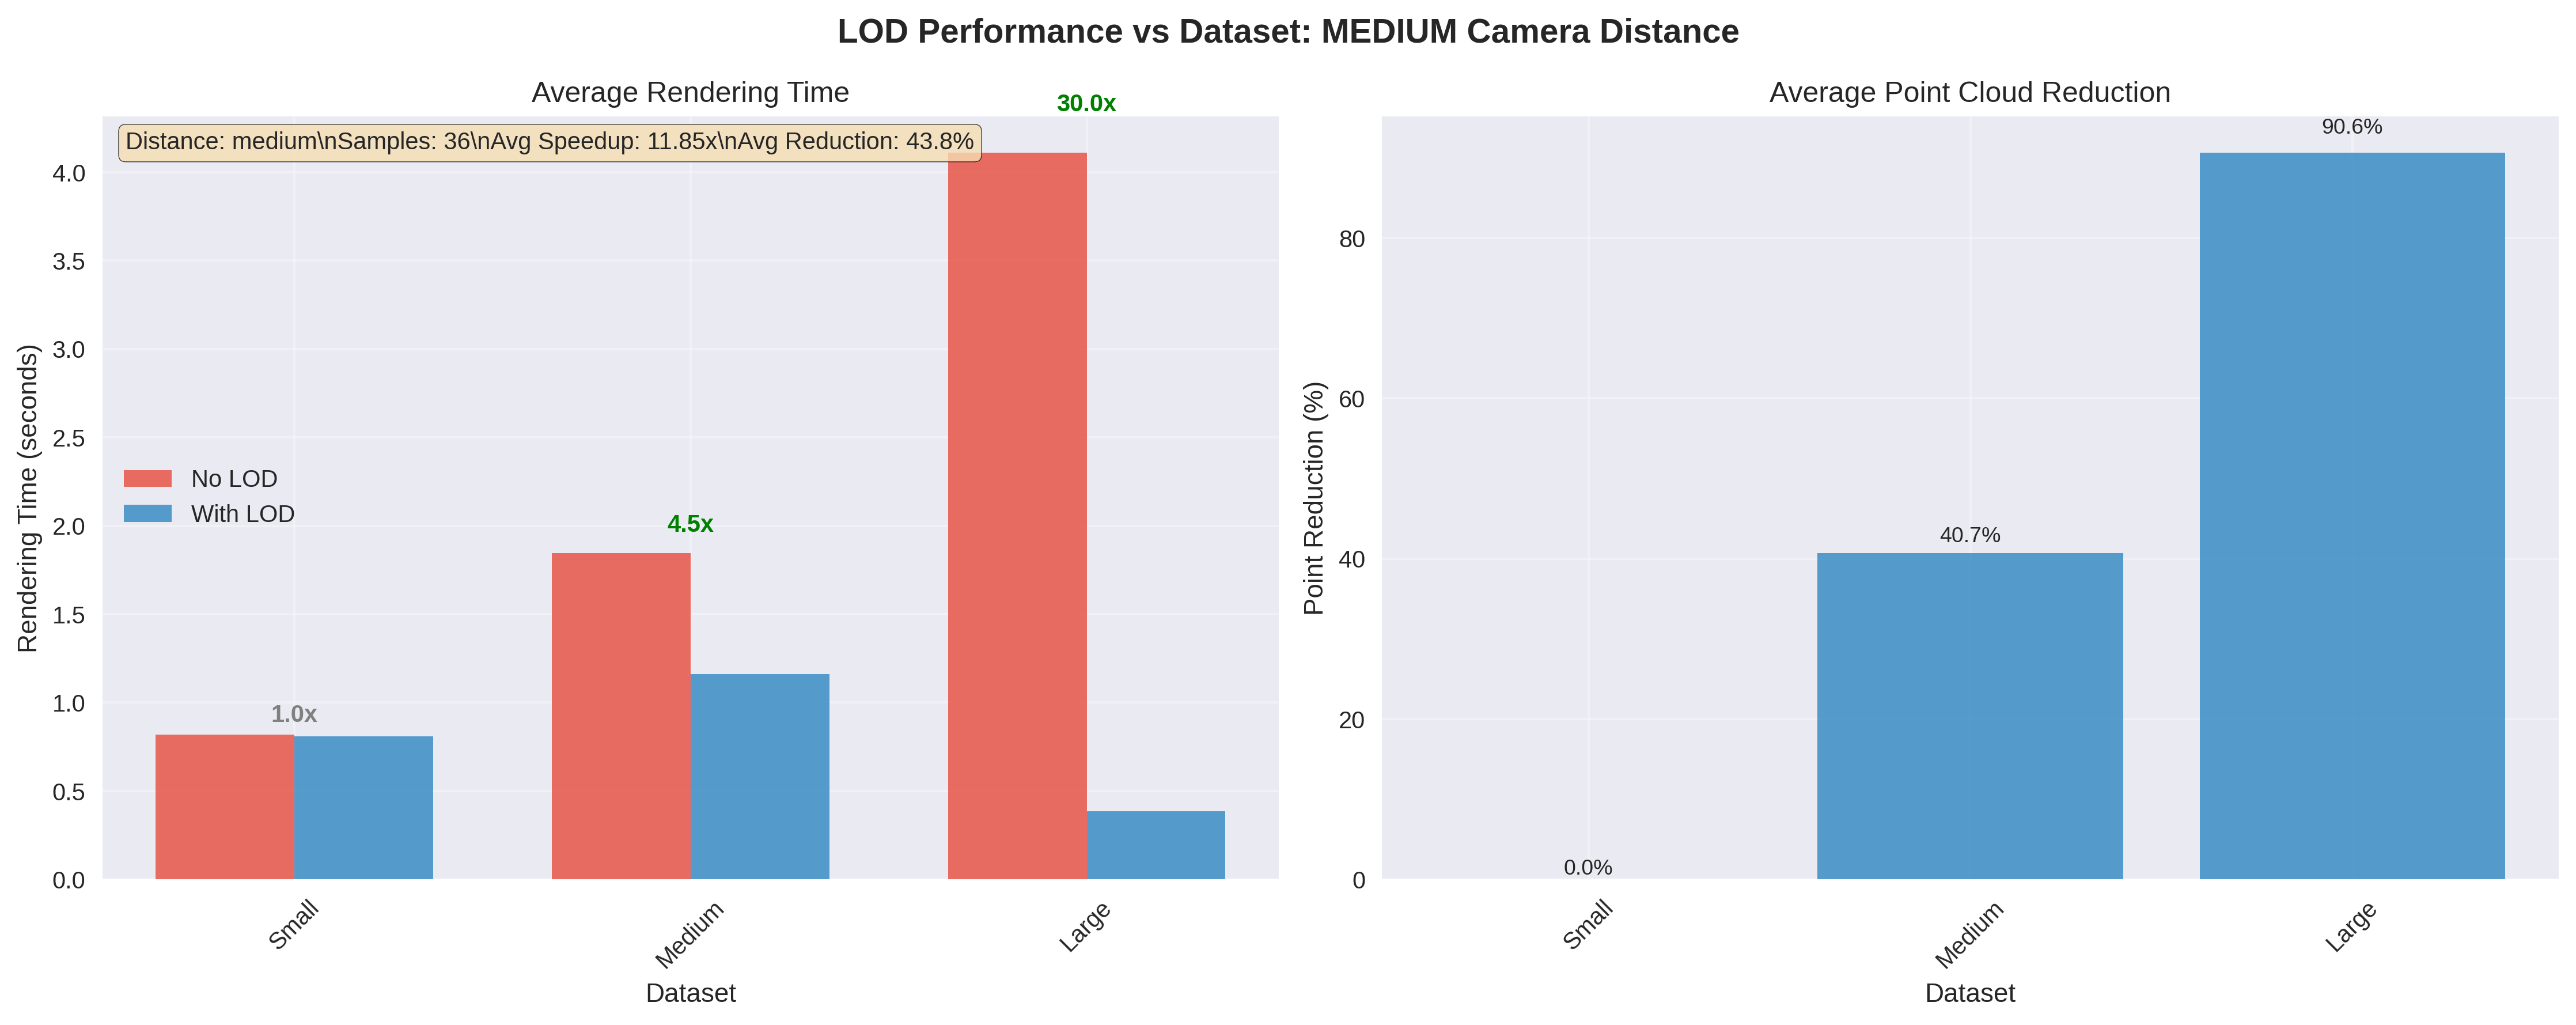 LOD Performance vs Dataset: MEDIUM Camera Distance
Average Rendering Time
30.0x
Distance: medium\nSamples: 36\nAvg Speedup: 11.85x\nAvg Reduction: 43.8%
4.0
3.5
3.0
2.5
2.0
1.5
1.0
0.5
0.0
Rendering Time (seconds)
No LOD
With LOD
4.5x
1.0x
Small
Medium
Large
Dataset
Average Point Cloud Reduction
90.6%
80
60
40
20
0
Point Reduction (%)
40.7%
0.0%
Small
Medium
Large
Dataset